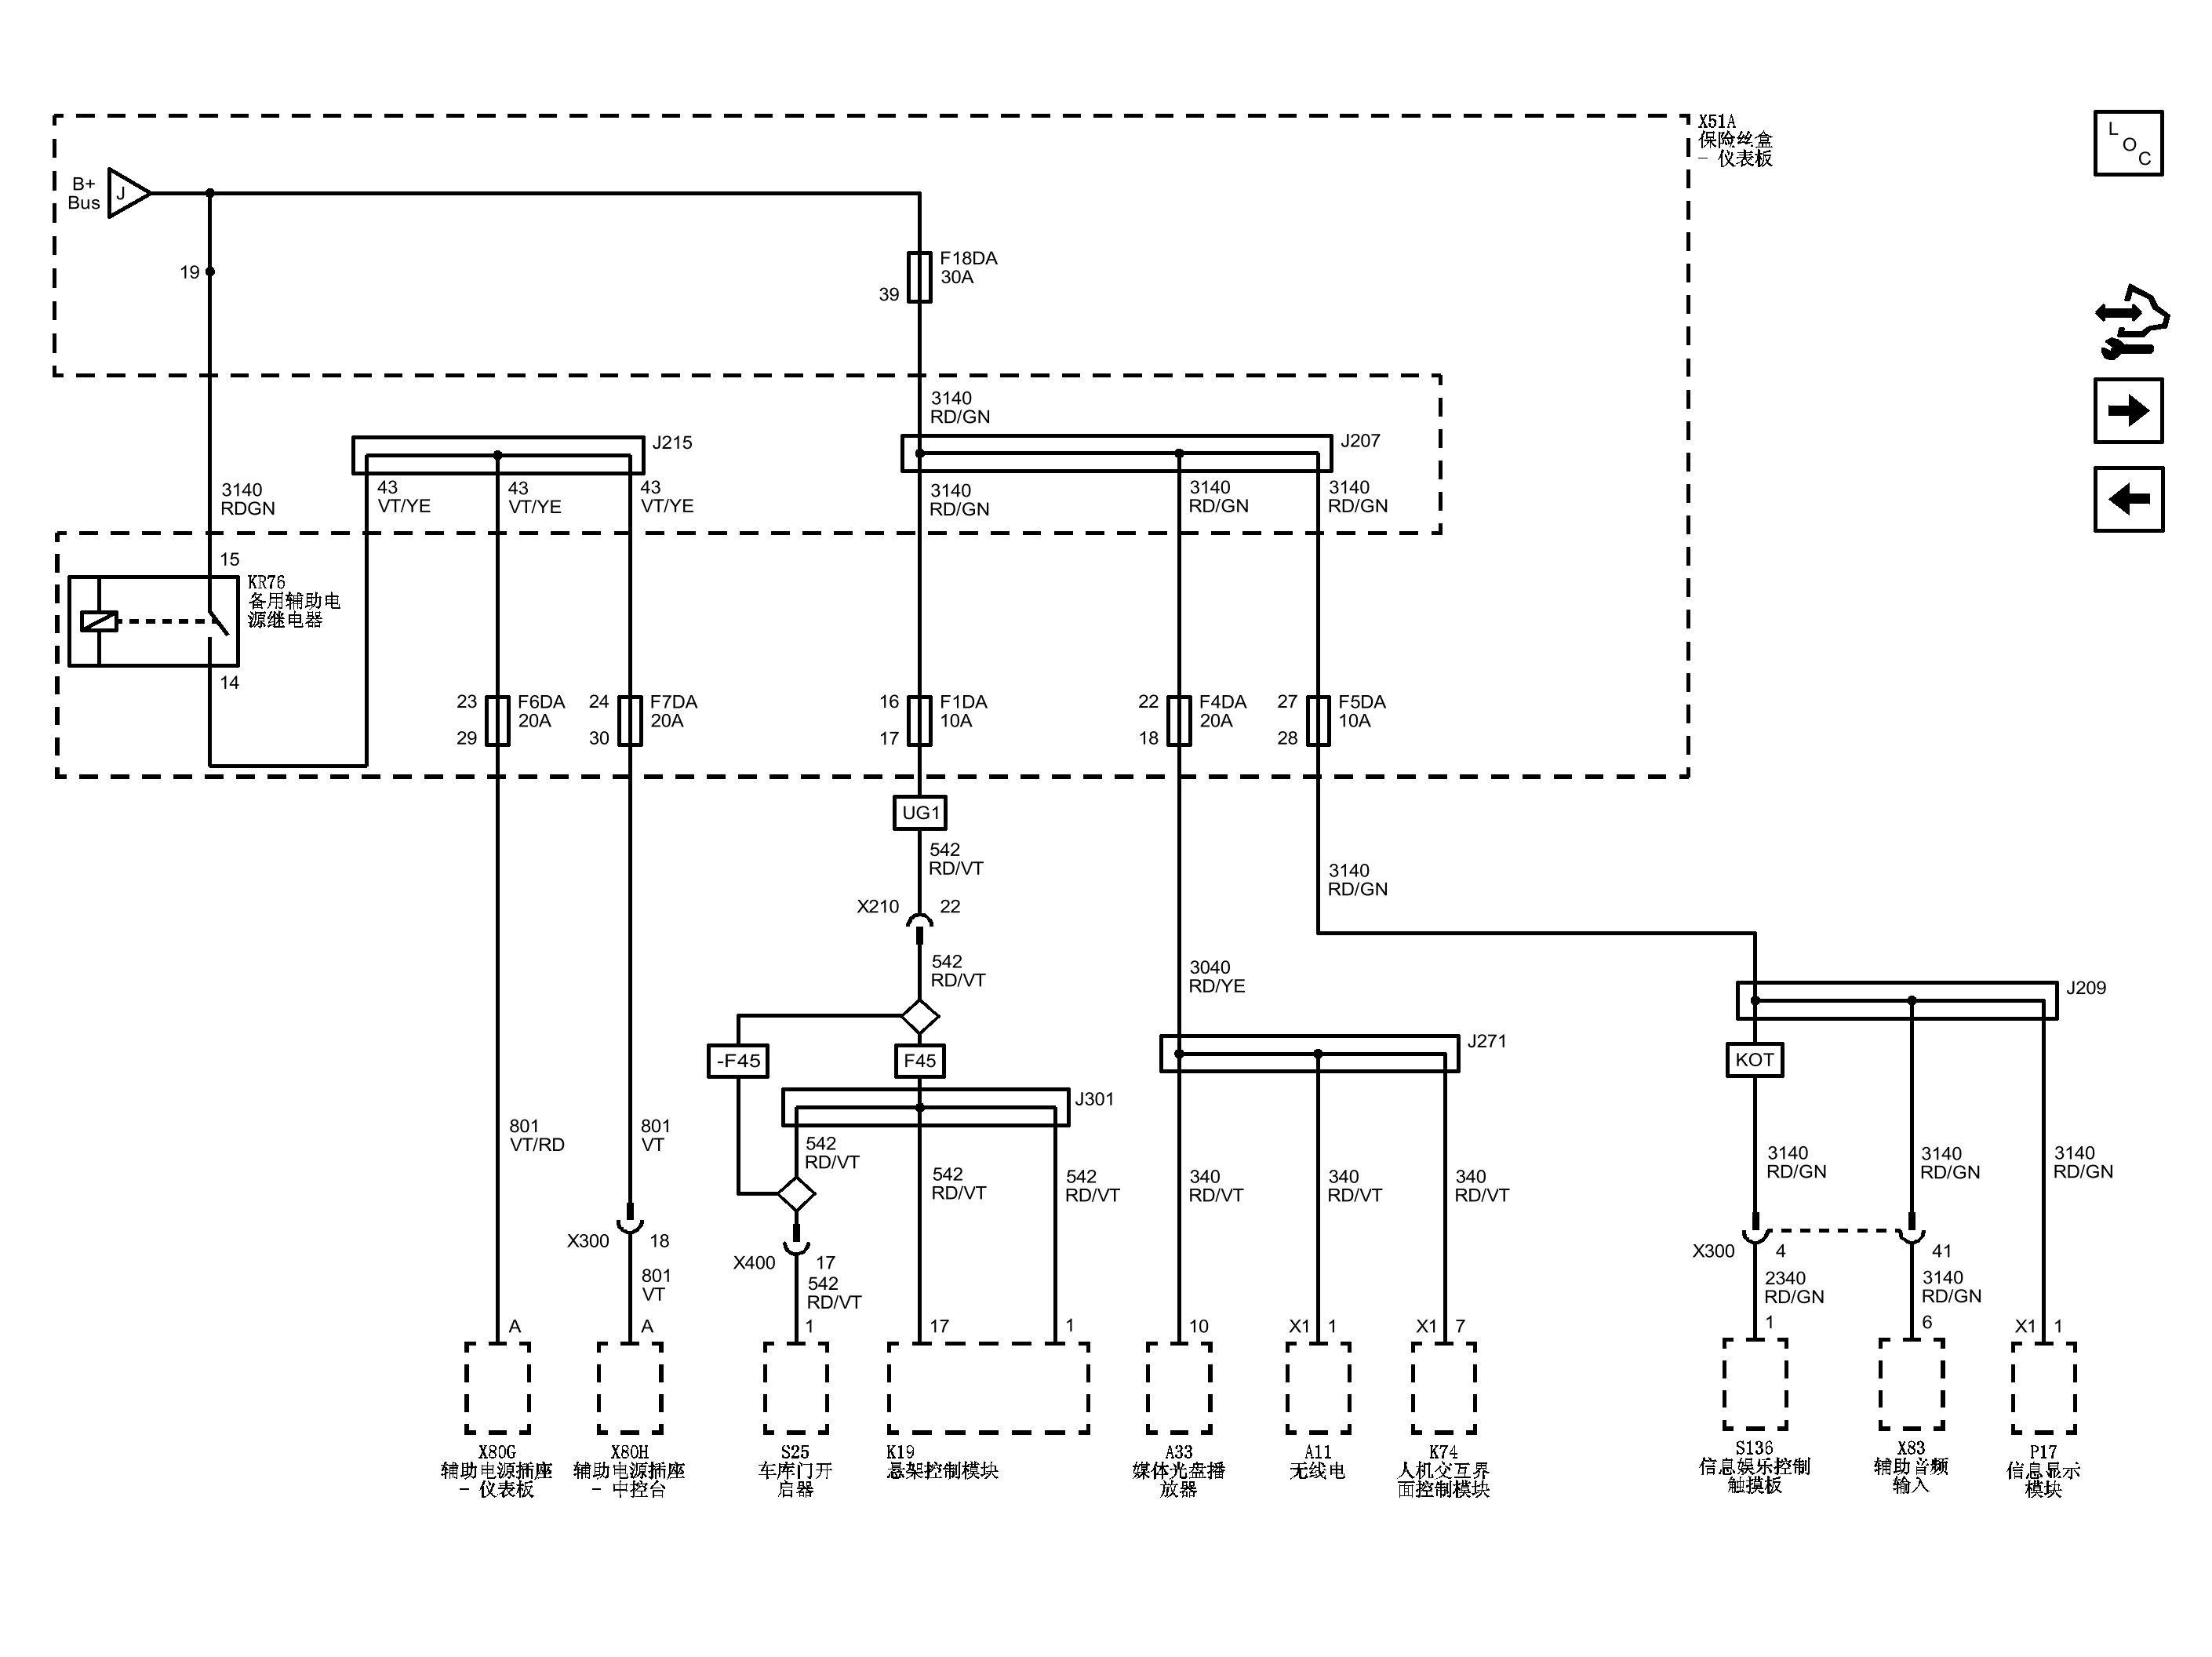 X51A
保险丝盒
- 仪表板
L
O
C
B+
Bus
J
19
39
F18DA
30A
3140
RD/GN
J215
J207
43
VT/YE
43
VT/YE
43
VT/YE
3140
RDGN
3140
RD/GN
3140
RD/GN
3140
RD/GN
15
KR76
备用辅助电
源继电器
14
23
29
F6DA
20A
24
30
F7DA
20A
16
17
F1DA
10A
22
18
F4DA
20A
27
28
F5DA
10A
UG1
542
RD/VT
3140
RD/GN
X210
22
542
RD/VT
3040
RD/YE
J209
-F45
F45
J271
KOT
J301
801
VT/RD
801
VT
542
RD/VT
542
RD/VT
542
RD/VT
340
RD/VT
340
RD/VT
340
RD/VT
3140
RD/GN
3140
RD/GN
3140
RD/GN
X300
18
X400
17
X300
4
41
801
VT
542
RD/VT
2340
RD/GN
3140
RD/GN
A
A
1
17
1
10
X1
1
X1
7
1
6
X1
1
X80G
辅助电源插座
- 仪表板
X80H
辅助电源插座
- 中控台
S25
车库门开
启器
K19
悬架控制模块
A33
媒体光盘播
放器
A11
无线电
K74
人机交互界
面控制模块
S136
信息娱乐控制
触摸板
X83
辅助音频
输入
P17
信息显示
模块